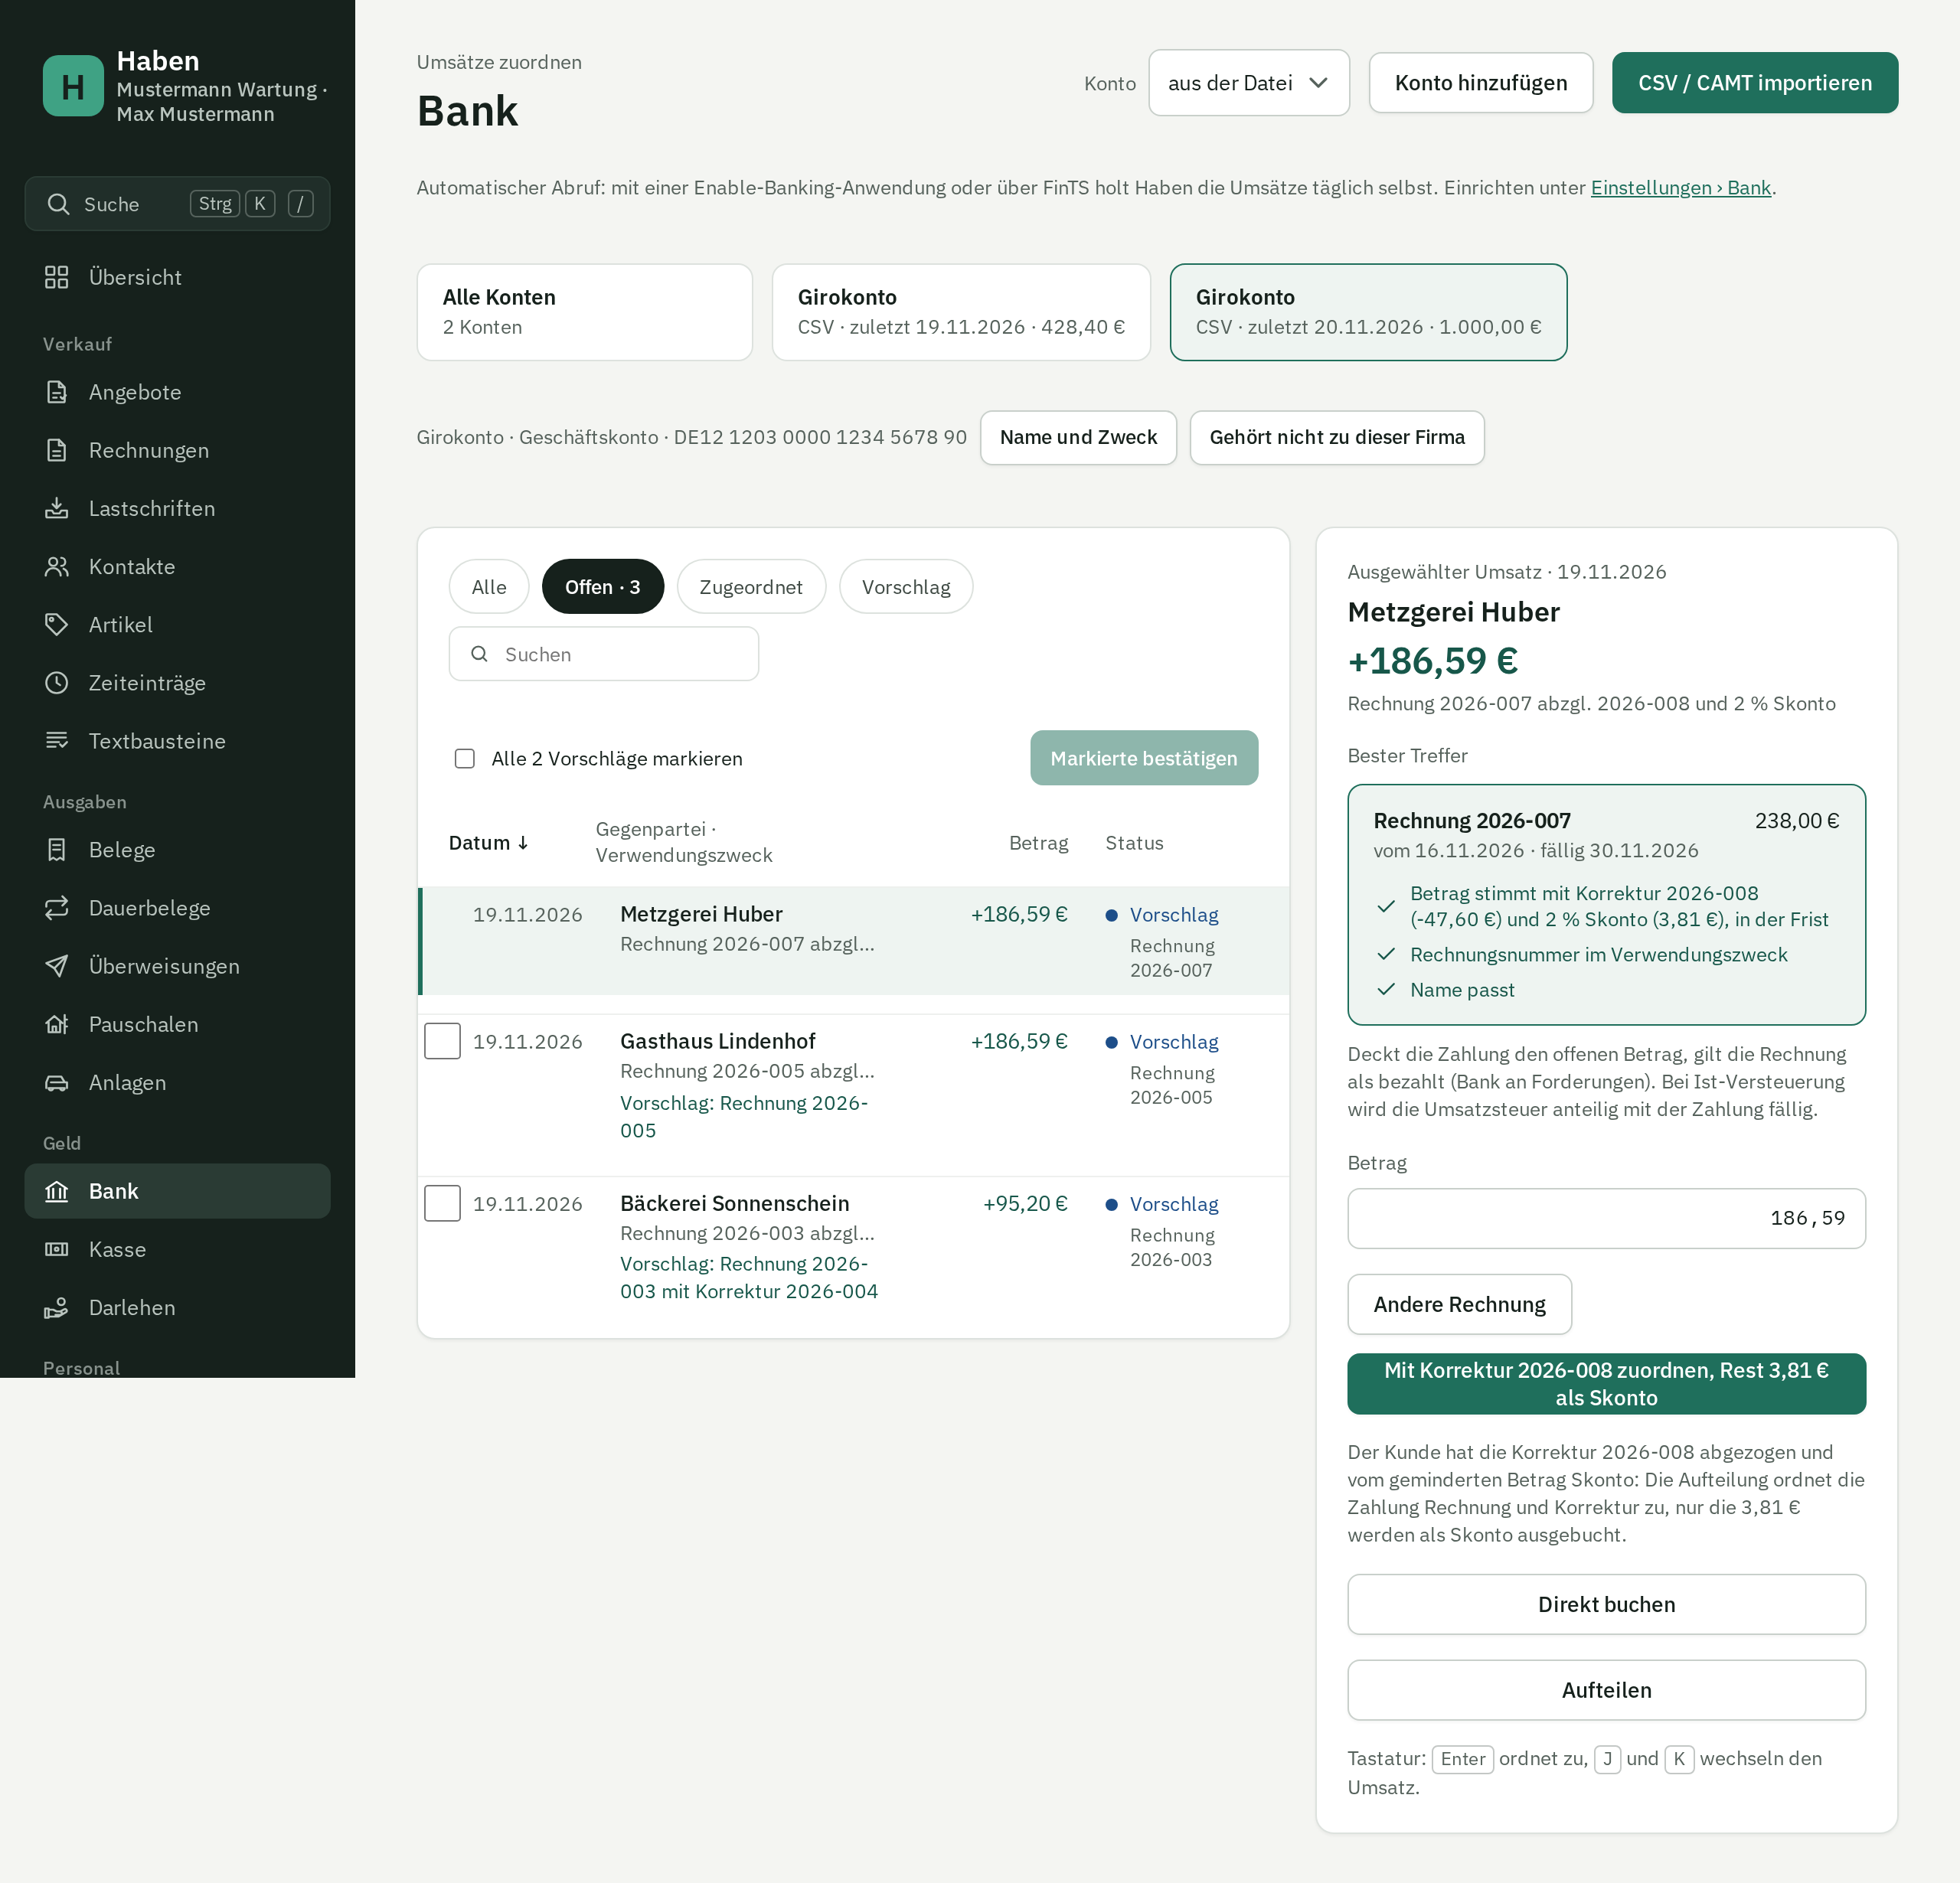 H
Haben
Mustermann Wartung ·
Max Mustermann
Suche Strg K /
Übersicht
Verkauf
Angebote
Rechnungen
Lastschriften
Kontakte
Artikel
Zeiteinträge
Textbausteine
Ausgaben
Belege
Dauerbelege
Überweisungen
Pauschalen
Anlagen
Geld
Bank
Kasse
Darlehen
Personal
Umsätze zuordnen
Bank
Konto aus der Datei Konto hinzufügen CSV / CAMT importieren
Automatischer Abruf: mit einer Enable-Banking-Anwendung oder über FinTS holt Haben die Umsätze täglich selbst. Einrichten unter Einstellungen › Bank.
Alle Konten
2 Konten
Girokonto
CSV · zuletzt 19.11.2026 · 428,40 €
Girokonto
CSV · zuletzt 20.11.2026 · 1.000,00 €
Girokonto · Geschäftskonto · DE12 1203 0000 1234 5678 90 Name und Zweck Gehört nicht zu dieser Firma
Alle Offen · 3 Zugeordnet Vorschlag
Suchen
Alle 2 Vorschläge markieren Markierte bestätigen
Datum ↓ Gegenpartei · Verwendungszweck Betrag Status
19.11.2026 Metzgerei Huber +186,59 € Vorschlag
Rechnung 2026-007 abzgl... Rechnung
2026-007
19.11.2026 Gasthaus Lindenhof +186,59 € Vorschlag
Rechnung 2026-005 abzgl... Rechnung
2026-005
Vorschlag: Rechnung 2026-
005
19.11.2026 Bäckerei Sonnenschein +95,20 € Vorschlag
Rechnung 2026-003 abzgl... Rechnung
2026-003
Vorschlag: Rechnung 2026-
003 mit Korrektur 2026-004
Ausgewählter Umsatz · 19.11.2026
Metzgerei Huber
+186,59 €
Rechnung 2026-007 abzgl. 2026-008 und 2 % Skonto
Bester Treffer
Rechnung 2026-007 238,00 €
vom 16.11.2026 · fällig 30.11.2026
Betrag stimmt mit Korrektur 2026-008
(-47,60 €) und 2 % Skonto (3,81 €), in der Frist
Rechnungsnummer im Verwendungszweck
Name passt
Deckt die Zahlung den offenen Betrag, gilt die Rechnung
als bezahlt (Bank an Forderungen). Bei Ist-Versteuerung
wird die Umsatzsteuer anteilig mit der Zahlung fällig.
Betrag
186,59
Andere Rechnung
Mit Korrektur 2026-008 zuordnen, Rest 3,81 €
als Skonto
Der Kunde hat die Korrektur 2026-008 abgezogen und
vom geminderten Betrag Skonto: Die Aufteilung ordnet die
Zahlung Rechnung und Korrektur zu, nur die 3,81 €
werden als Skonto ausgebucht.
Direkt buchen
Aufteilen
Tastatur: Enter ordnet zu, J und K wechseln den
Umsatz.